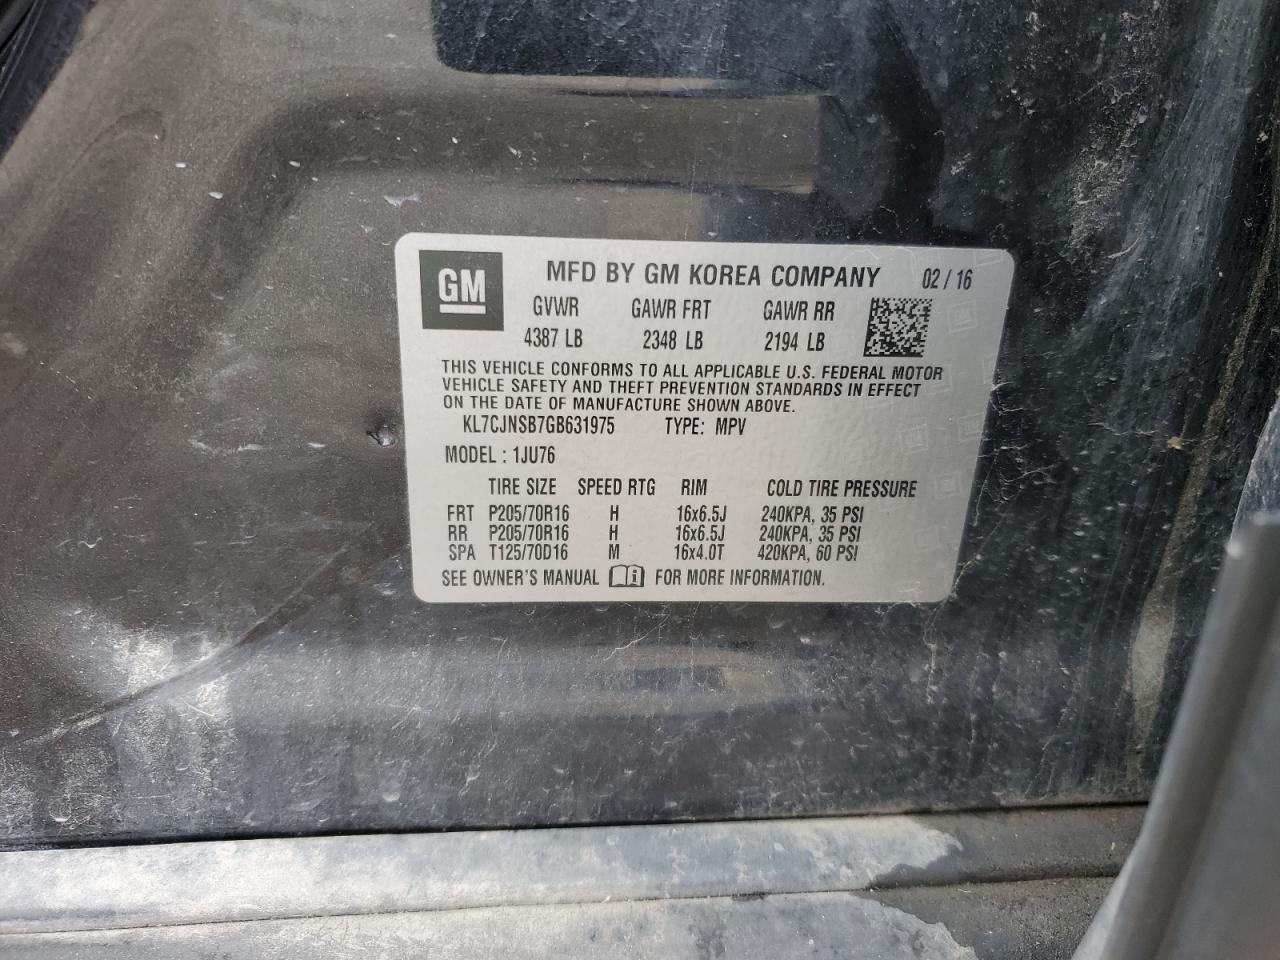 GM MFD BY GM KOREA COMPANY 02 / 16
GVWR GAWR FRT GAWR RR
4387 LB 2348 LB 2194 LB
THIS VEHICLE CONFORMS TO ALL APPLICABLE U.S. FEDERAL MOTOR
VEHICLE SAFETY AND THEFT PREVENTION STANDARDS IN EFFECT
ON THE DATE OF MANUFACTURE SHOWN ABOVE.
KL7CJNSB7GB631975 TYPE: MPV
MODEL : 1JU76
TIRE SIZE SPEED RTG RIM COLD TIRE PRESSURE
FRT P205/70R16 H 16x6.5J 240KPA, 35 PSI
RR P205/70R16 H 16x6.5J 240KPA, 35 PSI
SPA T125/70D16 M 16x4.0T 420KPA, 60 PSI
SEE OWNER'S MANUAL FOR MORE INFORMATION.